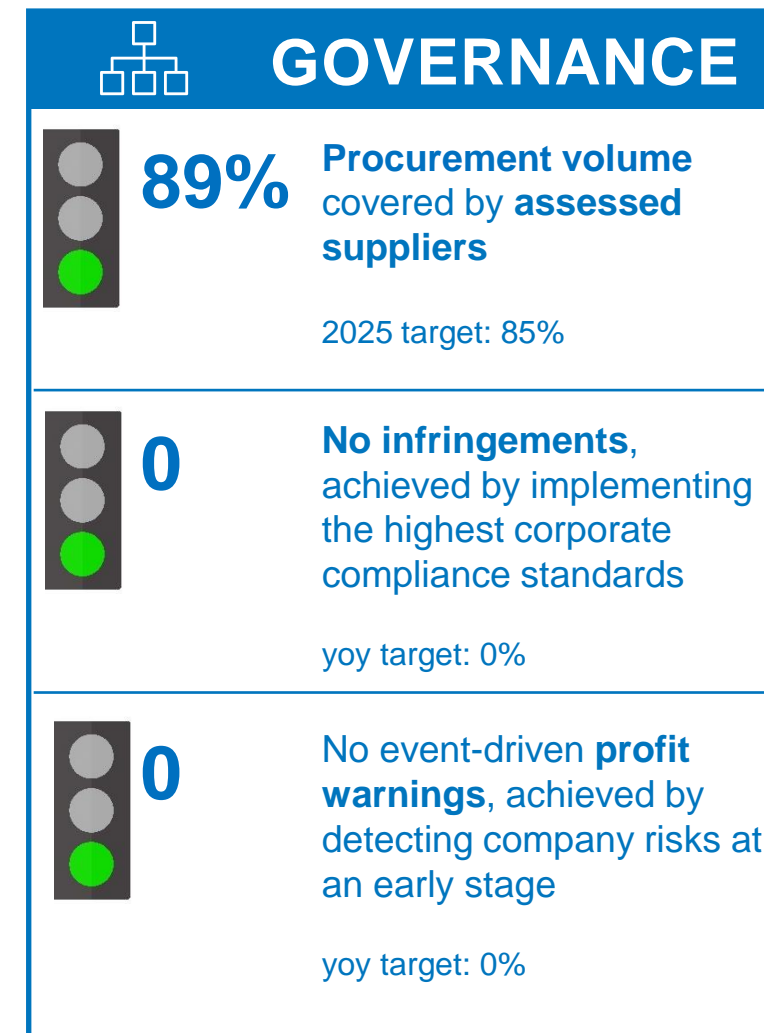 GOVERNANCE
89%
Procurement volume
covered by assessed
suppliers
2025 target: 85%
0
No infringements,
achieved by implementing
the highest corporate
compliance standards
yoy target: 0%
0
No event-driven profit
warnings, achieved by
detecting company risks at
an early stage
yoy target: 0%